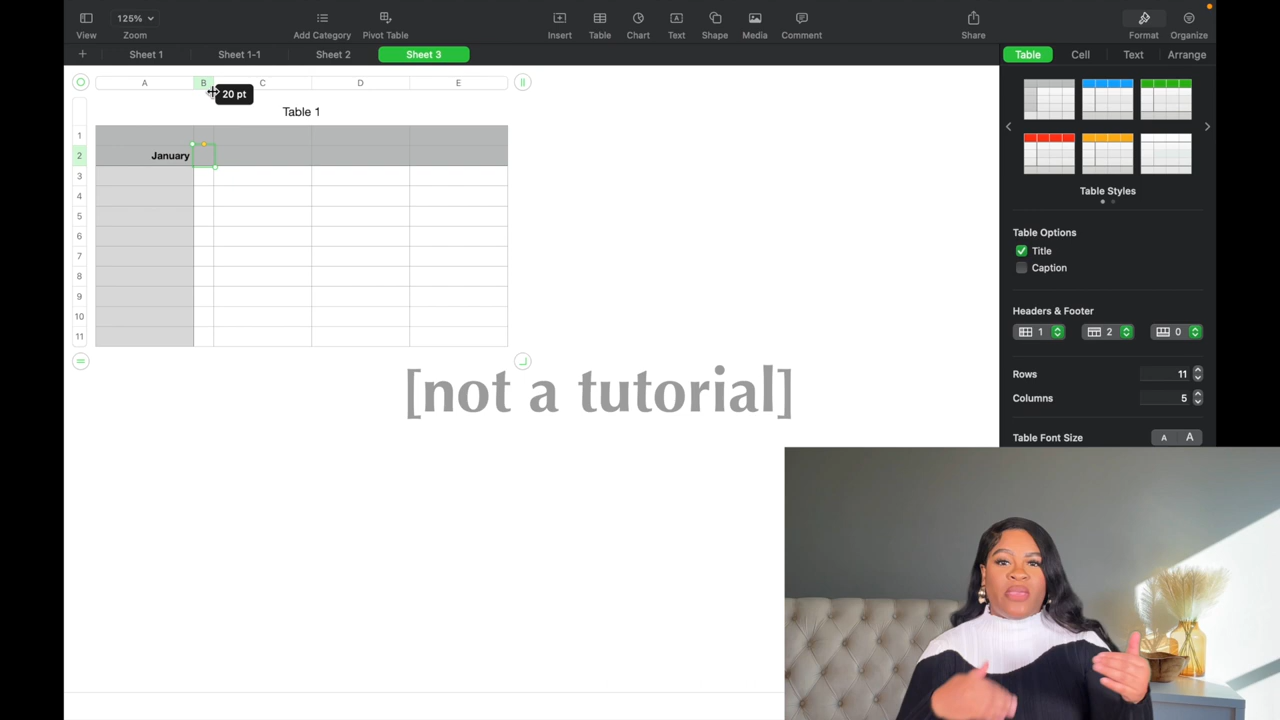 125%
View
Zoom
Add Category
Pivot Table
Insert
Table
Chart
Text
Shape
Media
Comment
Share
Format
Organize
+
Sheet 1
Sheet 1-1
Sheet 2
Sheet 3
Table
Cell
Text
Arrange
A
B
C
D
E
20 pt
Table 1
1
2
January
3
4
5
6
7
8
9
10
11
[not a tutorial]
Table Styles
Table Options
Title
Caption
Headers & Footer
1
2
0
Rows
11
Columns
5
Table Font Size
A
A